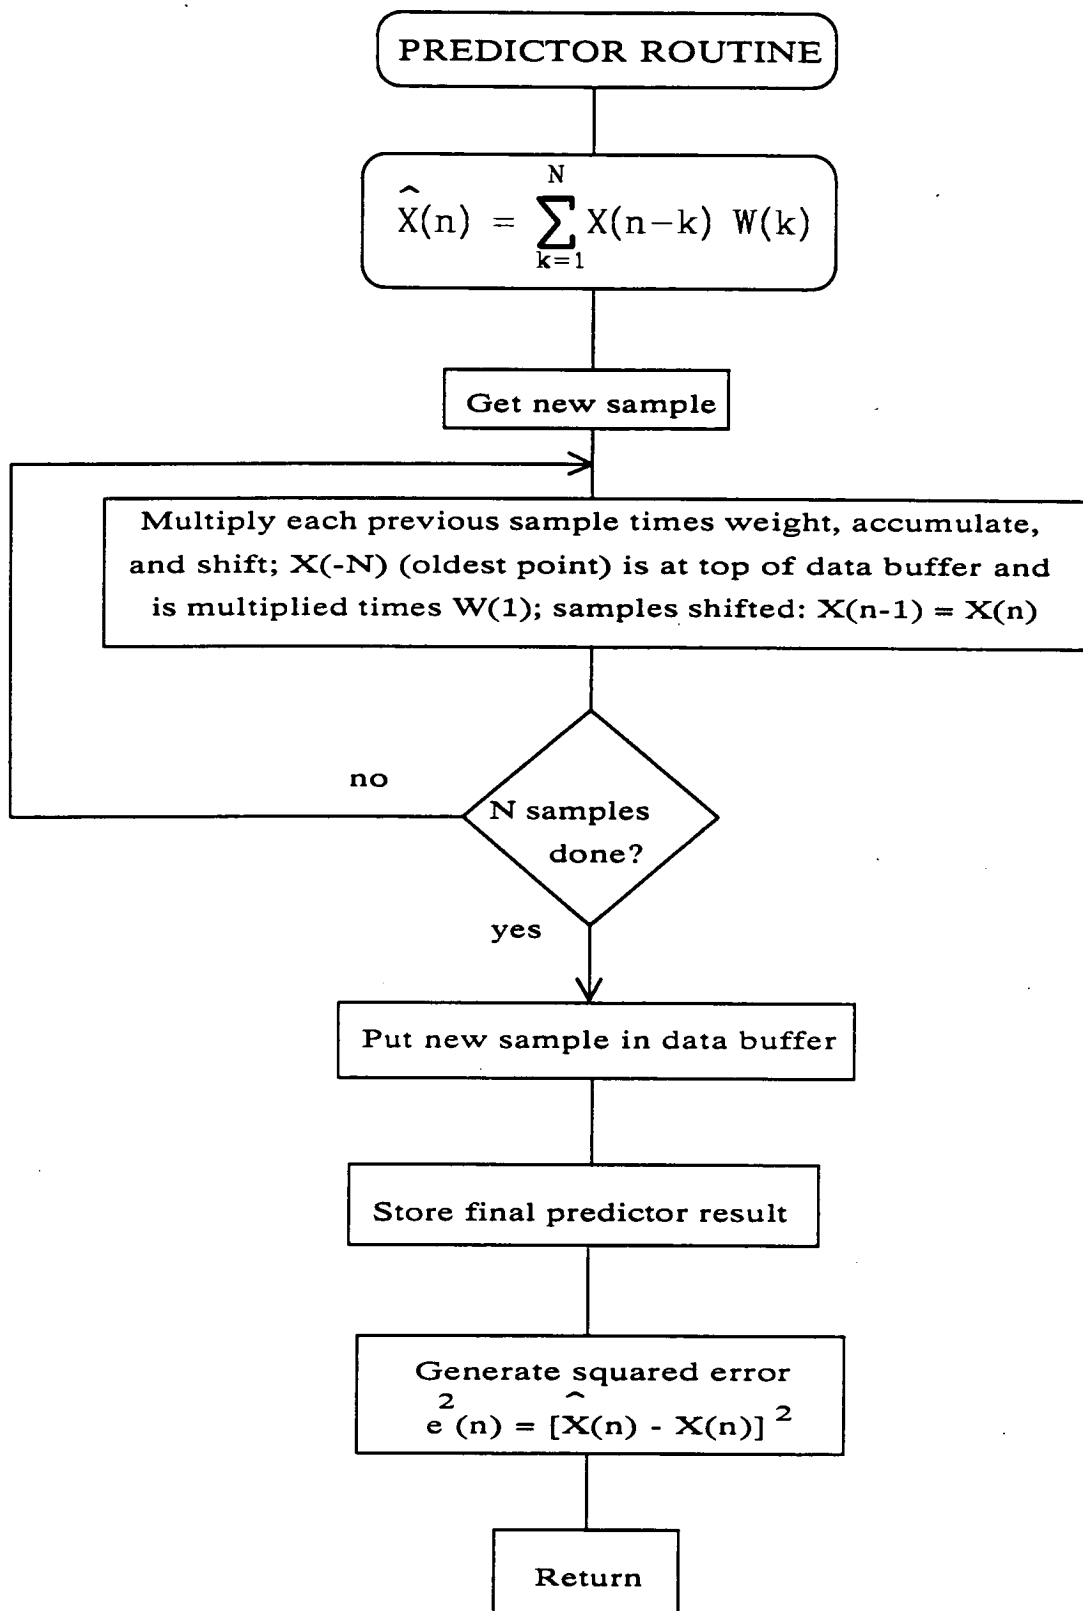 PREDICTOR ROUTINE
X̂(n) = ∑_{k=1}^{N} X(n−k) W(k)
Get new sample
Multiply each previous sample times weight, accumulate,
and shift; X(-N) (oldest point) is at top of data buffer and
is multiplied times W(1); samples shifted: X(n-1) = X(n)
no
N samples
done?
yes
Put new sample in data buffer
Store final predictor result
Generate squared error
e²(n) = [X̂(n) - X(n)]²
Return